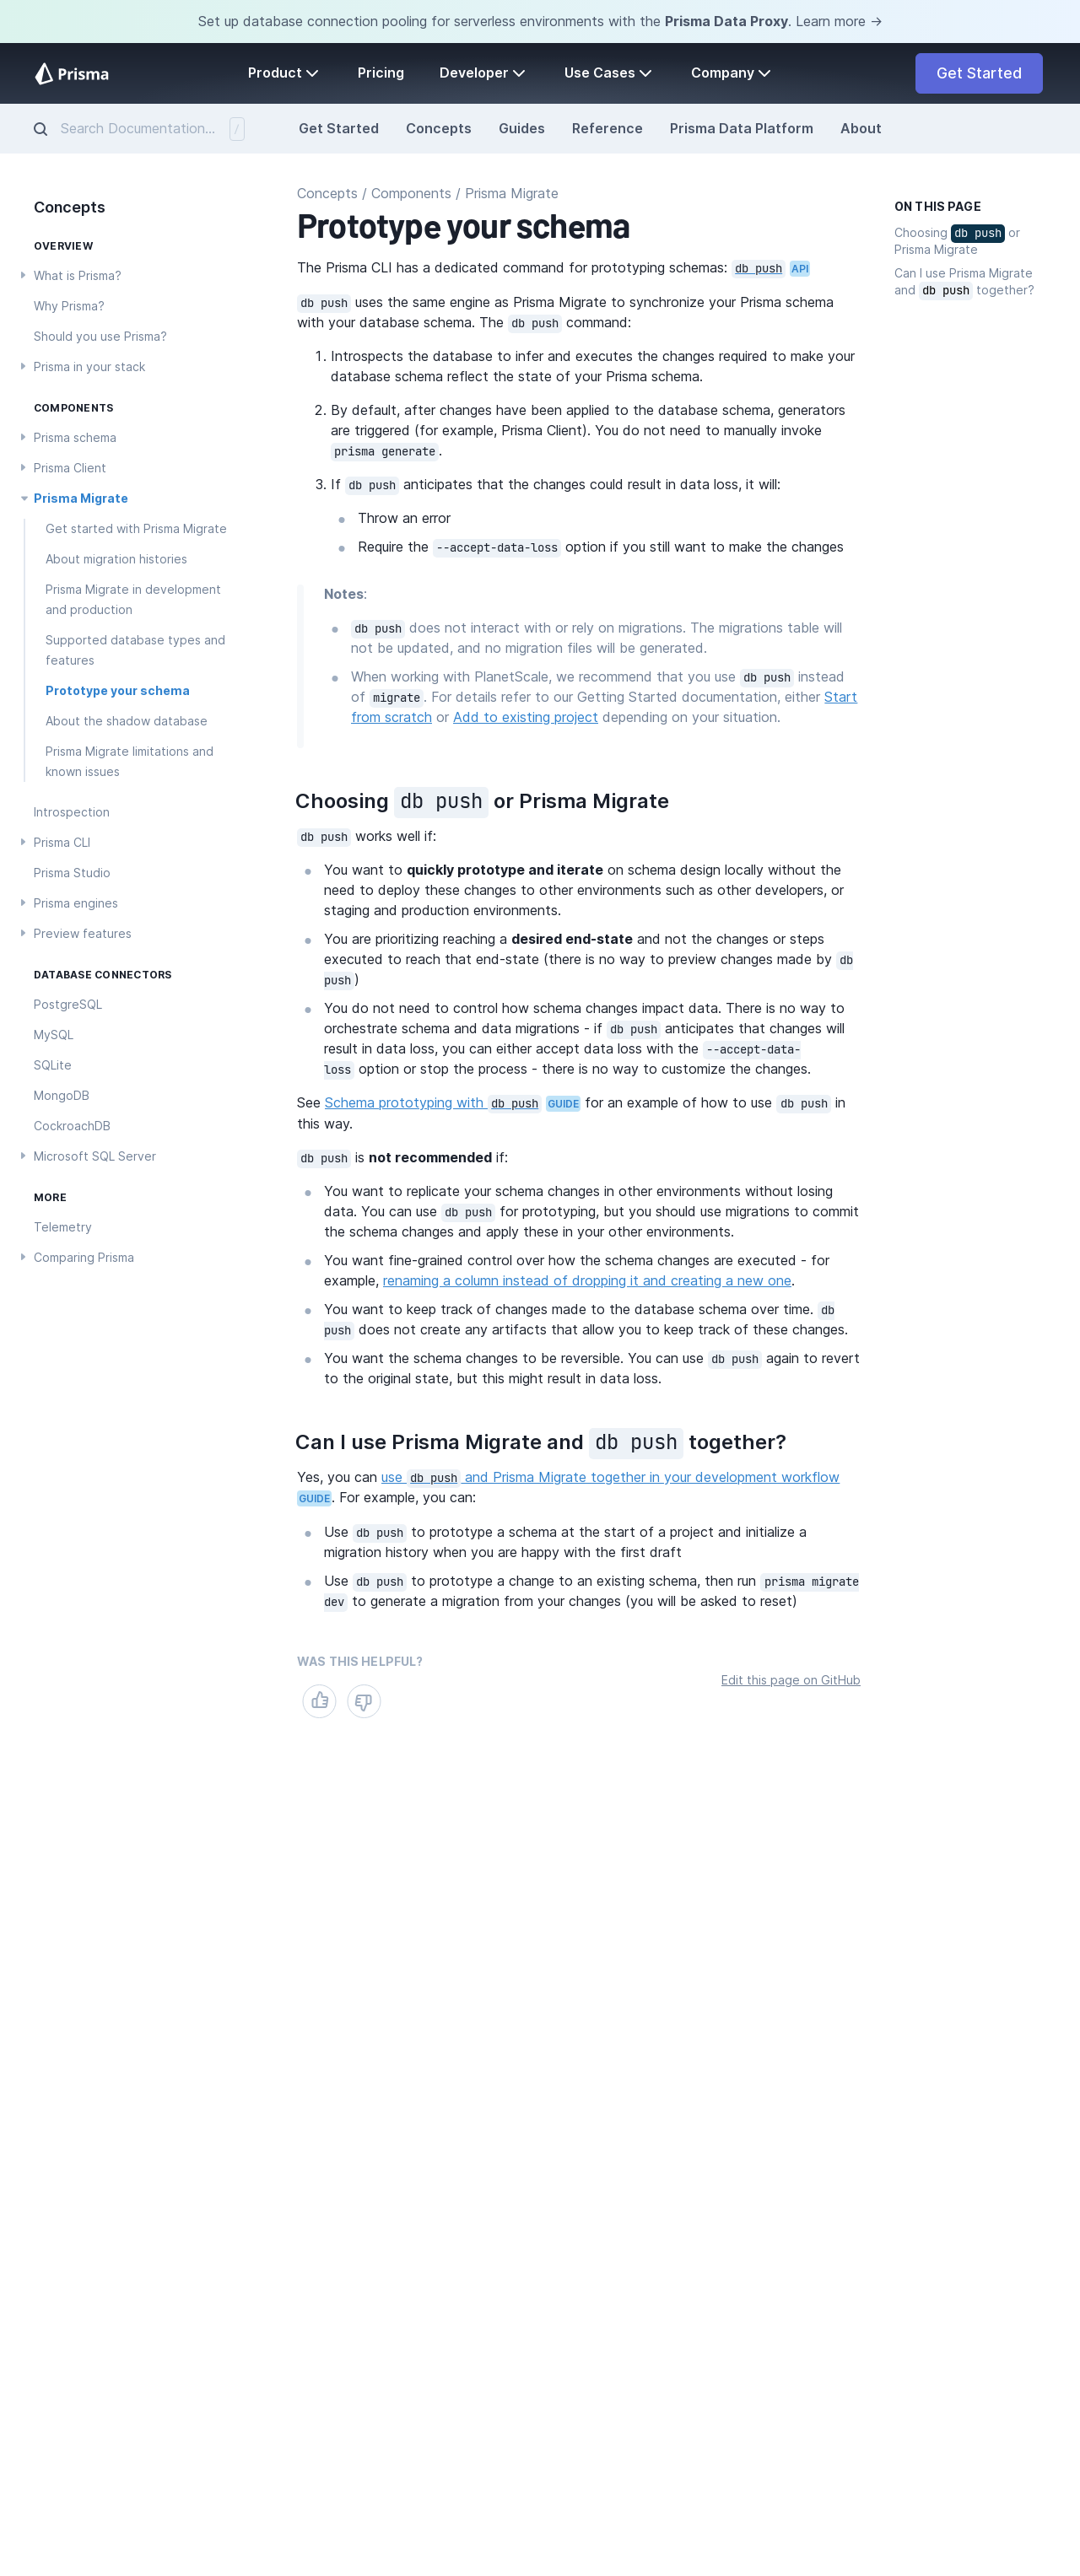 Set up database connection pooling for serverless environments with the Prisma Data Proxy. Learn more →
Prisma
Product
Pricing
Developer
Use Cases
Company
Get Started
Search Documentation... /
Get Started
Concepts
Guides
Reference
Prisma Data Platform
About
Concepts
OVERVIEW
What is Prisma?
Why Prisma?
Should you use Prisma?
Prisma in your stack
COMPONENTS
Prisma schema
Prisma Client
Prisma Migrate
Get started with Prisma Migrate
About migration histories
Prisma Migrate in development
and production
Supported database types and
features
Prototype your schema
About the shadow database
Prisma Migrate limitations and
known issues
Introspection
Prisma CLI
Prisma Studio
Prisma engines
Preview features
DATABASE CONNECTORS
PostgreSQL
MySQL
SQLite
MongoDB
CockroachDB
Microsoft SQL Server
MORE
Telemetry
Comparing Prisma
Concepts / Components / Prisma Migrate
Prototype your schema
The Prisma CLI has a dedicated command for prototyping schemas: db push API
db push uses the same engine as Prisma Migrate to synchronize your Prisma schema
with your database schema. The db push command:
1. Introspects the database to infer and executes the changes required to make your
database schema reflect the state of your Prisma schema.
2. By default, after changes have been applied to the database schema, generators
are triggered (for example, Prisma Client). You do not need to manually invoke
prisma generate.
3. If db push anticipates that the changes could result in data loss, it will:
Throw an error
Require the --accept-data-loss option if you still want to make the changes
Notes:
db push does not interact with or rely on migrations. The migrations table will
not be updated, and no migration files will be generated.
When working with PlanetScale, we recommend that you use db push instead
of migrate. For details refer to our Getting Started documentation, either Start
from scratch or Add to existing project depending on your situation.
Choosing db push or Prisma Migrate
db push works well if:
You want to quickly prototype and iterate on schema design locally without the
need to deploy these changes to other environments such as other developers, or
staging and production environments.
You are prioritizing reaching a desired end-state and not the changes or steps
executed to reach that end-state (there is no way to preview changes made by db
push)
You do not need to control how schema changes impact data. There is no way to
orchestrate schema and data migrations - if db push anticipates that changes will
result in data loss, you can either accept data loss with the --accept-data-
loss option or stop the process - there is no way to customize the changes.
See Schema prototyping with db push GUIDE for an example of how to use db push in
this way.
db push is not recommended if:
You want to replicate your schema changes in other environments without losing
data. You can use db push for prototyping, but you should use migrations to commit
the schema changes and apply these in your other environments.
You want fine-grained control over how the schema changes are executed - for
example, renaming a column instead of dropping it and creating a new one.
You want to keep track of changes made to the database schema over time. db
push does not create any artifacts that allow you to keep track of these changes.
You want the schema changes to be reversible. You can use db push again to revert
to the original state, but this might result in data loss.
Can I use Prisma Migrate and db push together?
Yes, you can use db push and Prisma Migrate together in your development workflow
GUIDE. For example, you can:
Use db push to prototype a schema at the start of a project and initialize a
migration history when you are happy with the first draft
Use db push to prototype a change to an existing schema, then run prisma migrate
dev to generate a migration from your changes (you will be asked to reset)
WAS THIS HELPFUL?
Edit this page on GitHub
ON THIS PAGE
Choosing db push or
Prisma Migrate
Can I use Prisma Migrate
and db push together?